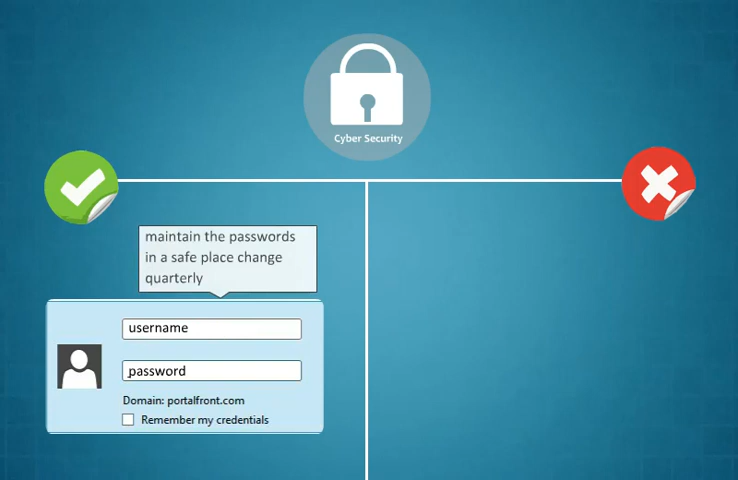 Cyber Security
maintain the passwords
in a safe place change
quarterly
username
password
Domain: portalfront.com
Remember my credentials